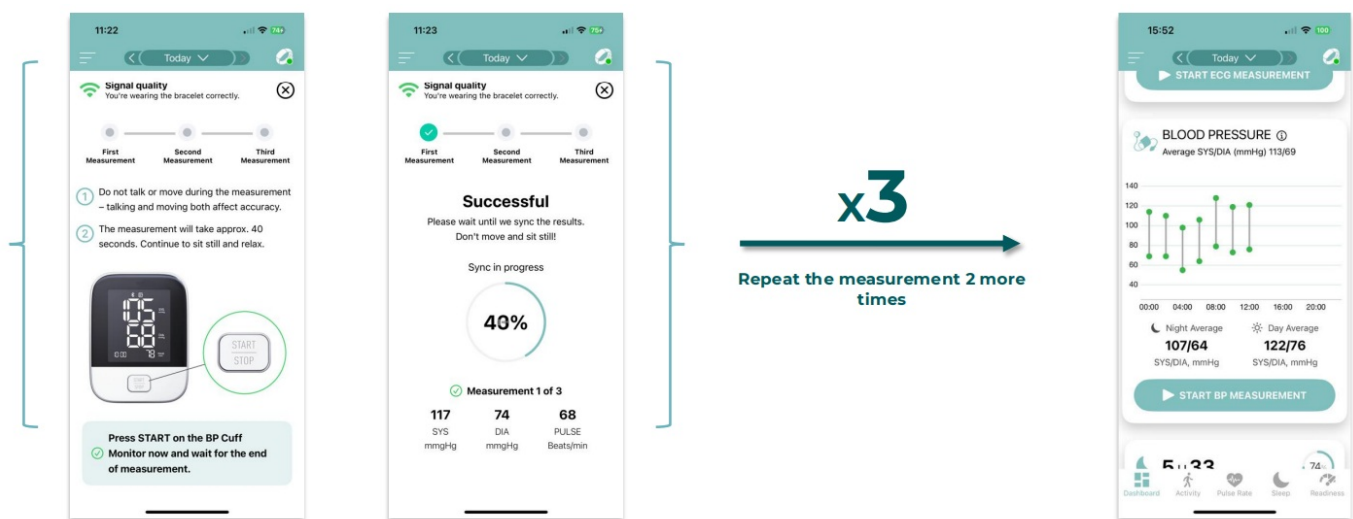 11:22
74
Today
Signal quality
You're wearing the bracelet correctly.
First
Measurement
Second
Measurement
Third
Measurement
1 Do not talk or move during the measurement
– talking and moving both affect accuracy.
2 The measurement will take approx. 40
seconds. Continue to sit still and relax.
105
68
78
START
STOP
START
STOP
Press START on the BP Cuff
Monitor now and wait for the end
of measurement.
11:23
75
Today
Signal quality
You're wearing the bracelet correctly.
First
Measurement
Second
Measurement
Third
Measurement
Successful
Please wait until we sync the results.
Don't move and sit still!
Sync in progress
40%
Measurement 1 of 3
117
74
68
SYS
DIA
PULSE
mmgHg
mmgHg
Beats/min
x3
Repeat the measurement 2 more
times
15:52
100
Today
START ECG MEASUREMENT
BLOOD PRESSURE
Average SYS/DIA (mmHg) 113/69
140
120
100
80
60
40
00:00 04:00 08:00 12:00 16:00 20:00
Night Average
Day Average
107/64
122/76
SYS/DIA, mmHg
SYS/DIA, mmHg
START BP MEASUREMENT
74%
Dashboard
Activity
Pulse Rate
Sleep
Readiness